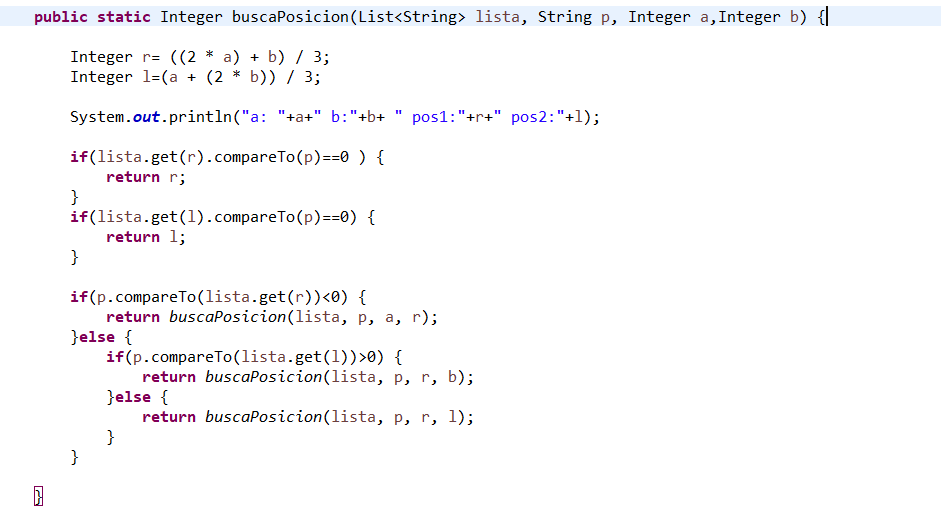 public static Integer buscaPosicion(List<String> lista, String p, Integer a,Integer b) {
Integer r= ((2 * a) + b) / 3;
Integer l=(a + (2 * b)) / 3;
System.out.println("a: "+a+" b:"+b+ " pos1:"+r+" pos2:"+l);
if(lista.get(r).compareTo(p)==0 ) {
return r;
}
if(lista.get(l).compareTo(p)==0) {
return l;
}
if(p.compareTo(lista.get(r))<0) {
return buscaPosicion(lista, p, a, r);
}else {
if(p.compareTo(lista.get(l))>0) {
return buscaPosicion(lista, p, r, b);
}else {
return buscaPosicion(lista, p, r, l);
}
}
}